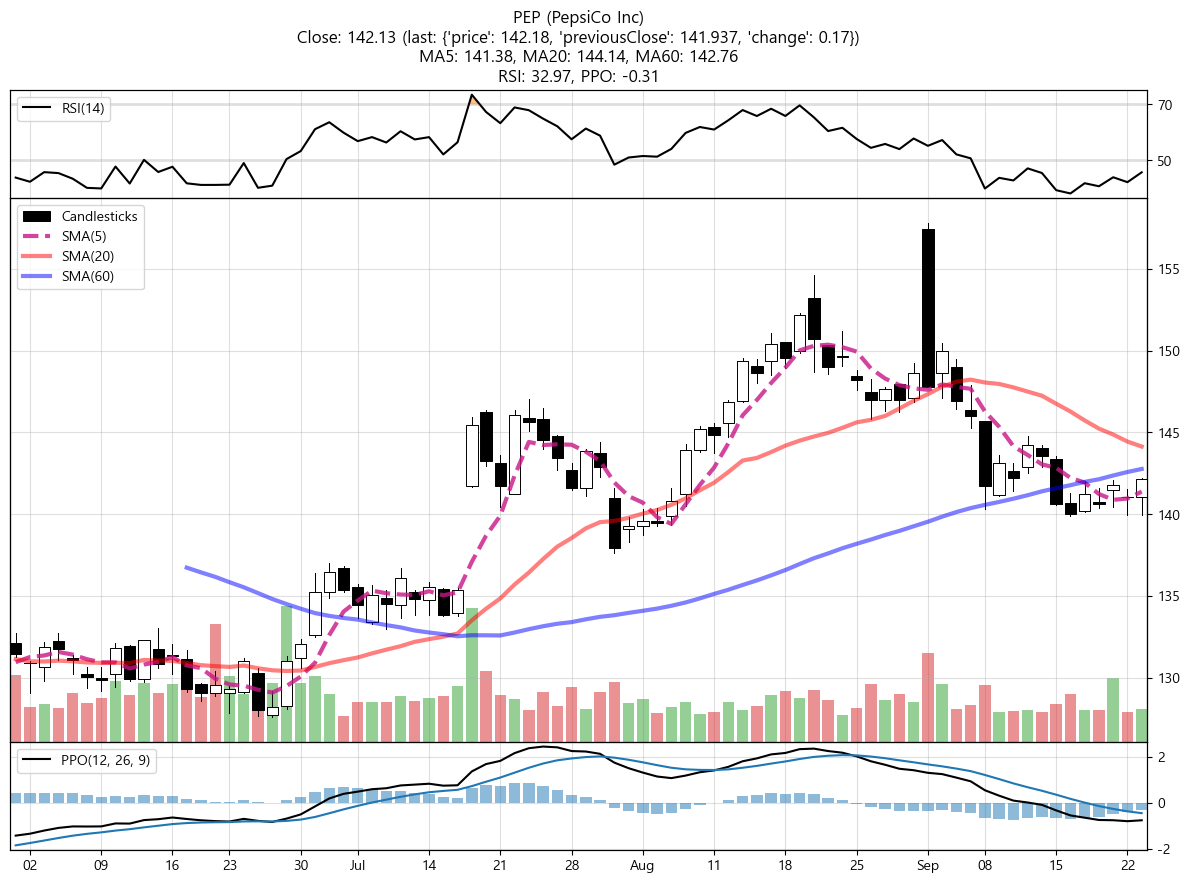 PEP (PepsiCo Inc)
Close: 142.13 (last: {'price': 142.18, 'previousClose': 141.937, 'change': 0.17})
MA5: 141.38, MA20: 144.14, MA60: 142.76
RSI: 32.97, PPO: -0.31
RSI(14)
70
50
Candlesticks
SMA(5)
SMA(20)
SMA(60)
155
150
145
140
135
130
PPO(12, 26, 9)
2
0
-2
02 09 16 23 30 Jul 14 21 28 Aug 11 18 25 Sep 08 15 22